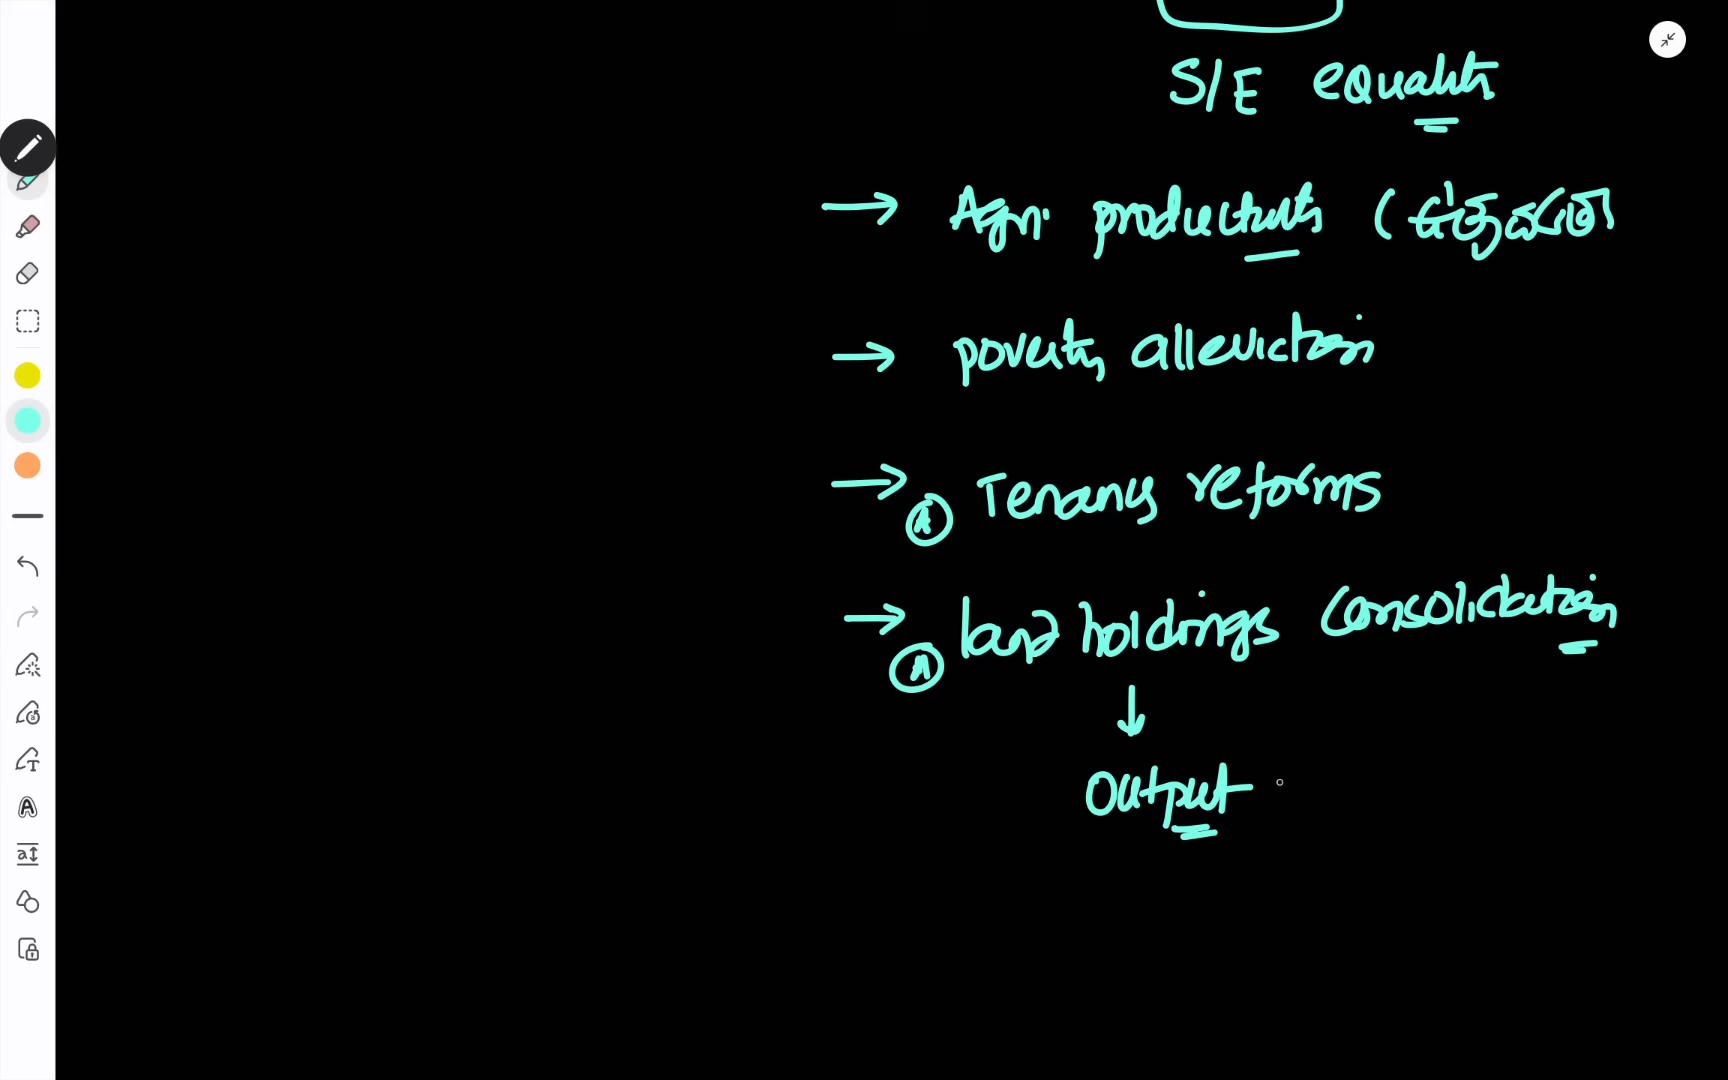 S/E equality
→ Agri. productivity (
→ poverty alleviation
→ Tenancy reforms
→ land holdings consolidation
↓
output